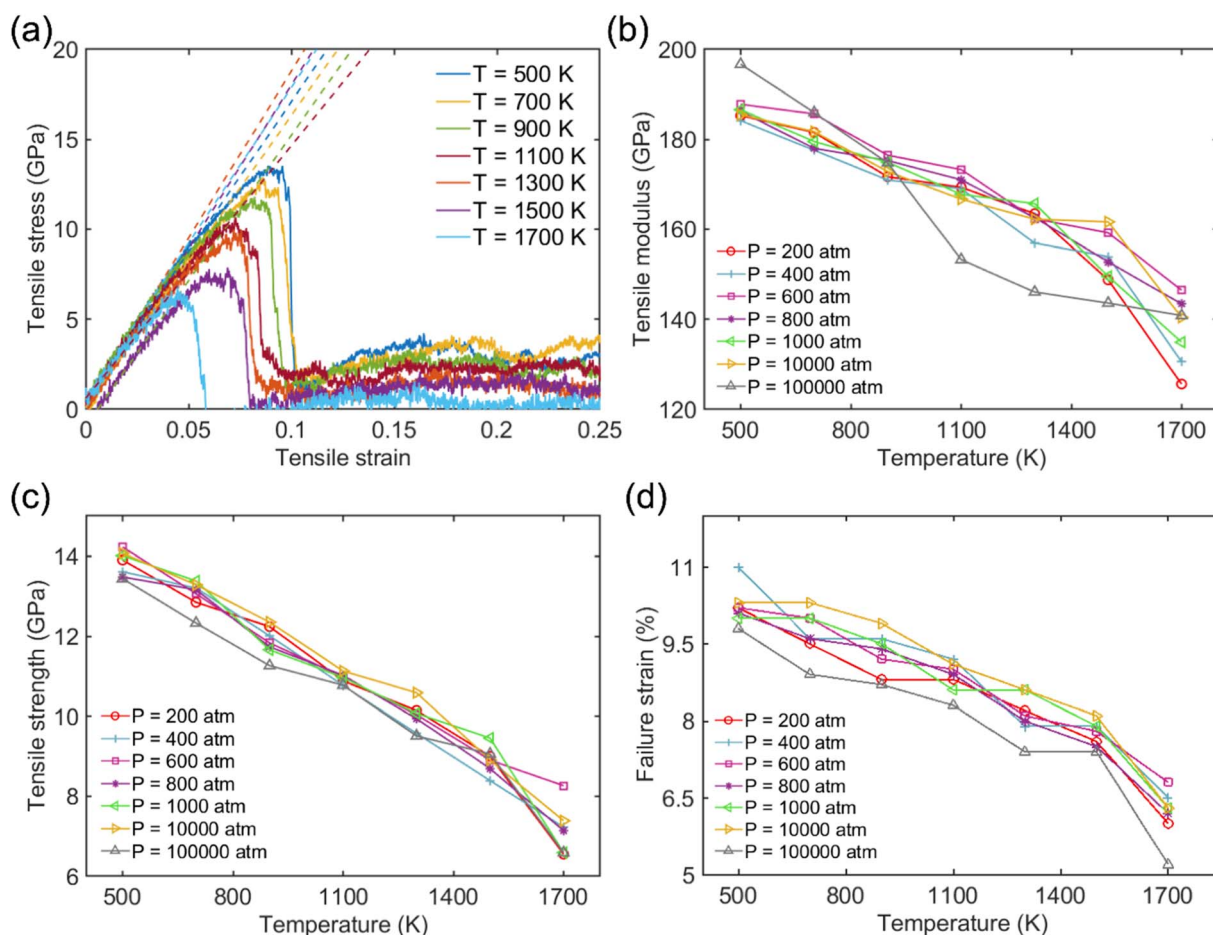 (a)
20
15
10
5
0
Tensile stress (GPa)
T = 500 K
T = 700 K
T = 900 K
T = 1100 K
T = 1300 K
T = 1500 K
T = 1700 K
0 0.05 0.1 0.15 0.2 0.25
Tensile strain
(b)
200
180
160
140
120
Tensile modulus (GPa)
P = 200 atm
P = 400 atm
P = 600 atm
P = 800 atm
P = 1000 atm
P = 10000 atm
P = 100000 atm
500 800 1100 1400 1700
Temperature (K)
(c)
14
12
10
8
6
Tensile strength (GPa)
P = 200 atm
P = 400 atm
P = 600 atm
P = 800 atm
P = 1000 atm
P = 10000 atm
P = 100000 atm
500 800 1100 1400 1700
Temperature (K)
(d)
11
9.5
8
6.5
5
Failure strain (%)
P = 200 atm
P = 400 atm
P = 600 atm
P = 800 atm
P = 1000 atm
P = 10000 atm
P = 100000 atm
500 800 1100 1400 1700
Temperature (K)